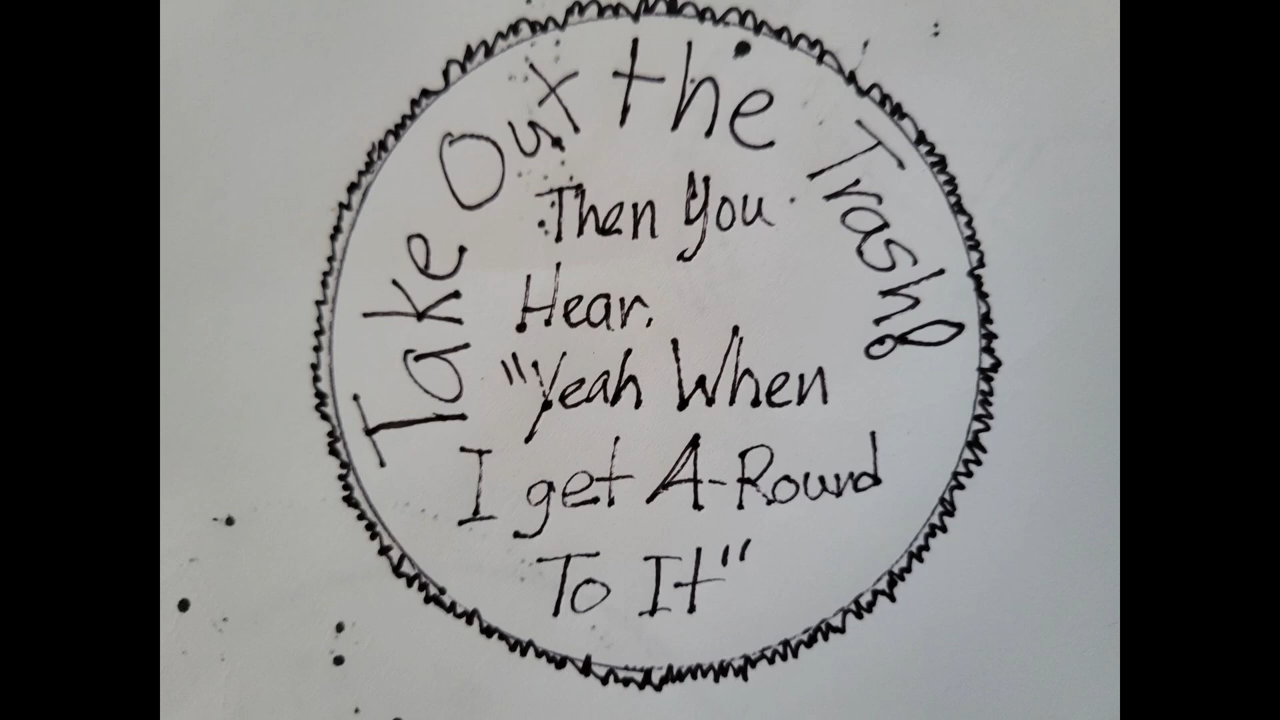 Take Out the Trash!
Then You
Hear.
"Yeah When
I get A-Round
To It"